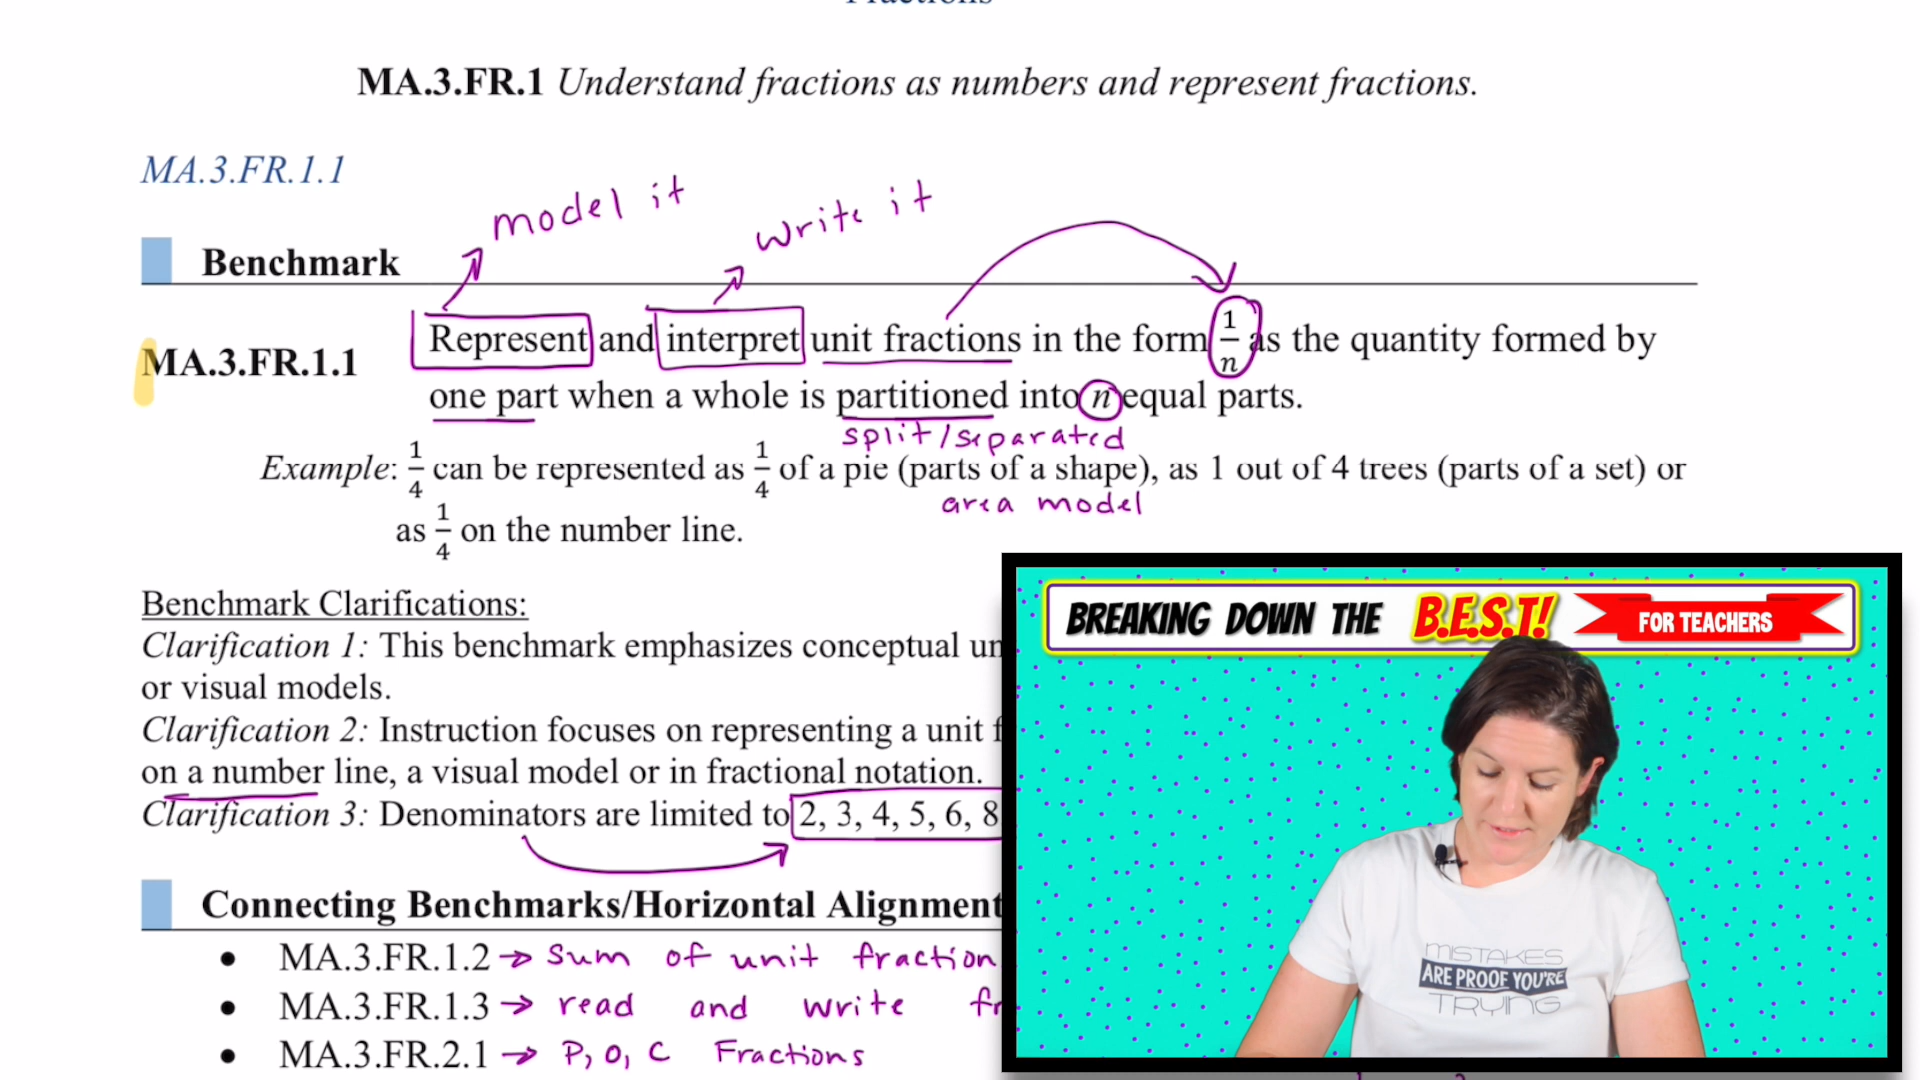 Fractions
MA.3.FR.1 Understand fractions as numbers and represent fractions.
MA.3.FR.1.1
model it
write it
Benchmark
MA.3.FR.1.1
Represent and interpret unit fractions in the form 1/n as the quantity formed by
one part when a whole is partitioned into n equal parts.
split/separated
Example: 1/4 can be represented as 1/4 of a pie (parts of a shape), as 1 out of 4 trees (parts of a set) or
area model
as 1/4 on the number line.
Benchmark Clarifications:
Clarification 1: This benchmark emphasizes conceptual un
or visual models.
Clarification 2: Instruction focuses on representing a unit f
on a number line, a visual model or in fractional notation.
Clarification 3: Denominators are limited to 2, 3, 4, 5, 6, 8
Connecting Benchmarks/Horizontal Alignment
• MA.3.FR.1.2 → sum of unit fraction
• MA.3.FR.1.3 → read and write fr
• MA.3.FR.2.1 → P, O, C Fractions
BREAKING DOWN THE B.E.S.T! FOR TEACHERS
MISTAKES
ARE PROOF YOU'RE
TRYING